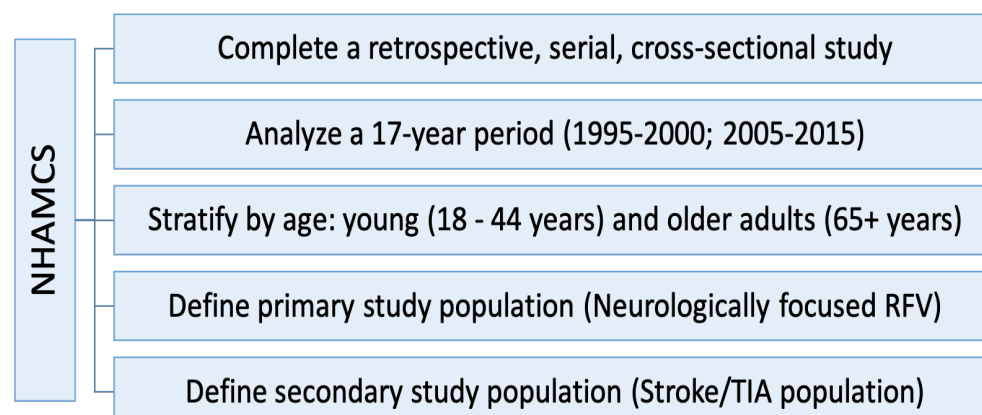 NHAMCS
Complete a retrospective, serial, cross-sectional study
Analyze a 17-year period (1995-2000; 2005-2015)
Stratify by age: young (18 - 44 years) and older adults (65+ years)
Define primary study population (Neurologically focused RFV)
Define secondary study population (Stroke/TIA population)